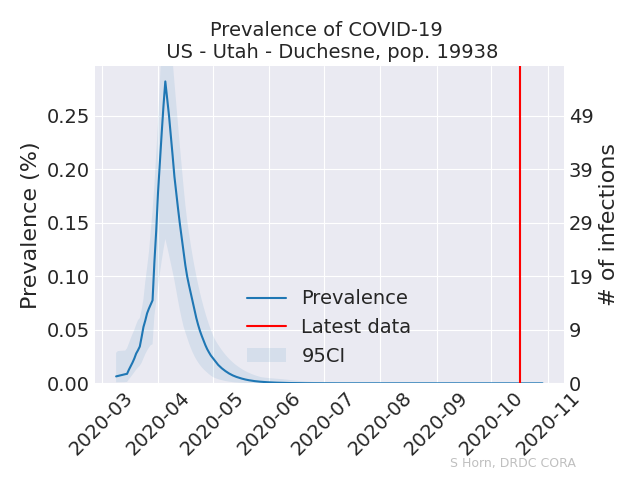 Prevalence of COVID-19
US - Utah - Duchesne, pop. 19938
Prevalence (%)
0.25
0.20
0.15
0.10
0.05
0.00
49
39
29
19
9
0
# of infections
Prevalence
Latest data
95CI
2020-03
2020-04
2020-05
2020-06
2020-07
2020-08
2020-09
2020-10
2020-11
S Horn, DRDC CORA